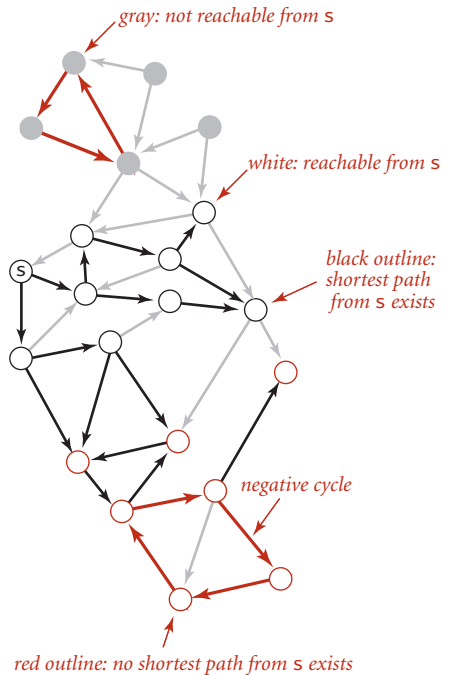 gray: not reachable from s
white: reachable from s
black outline:
shortest path
from s exists
s
negative cycle
red outline: no shortest path from s exists